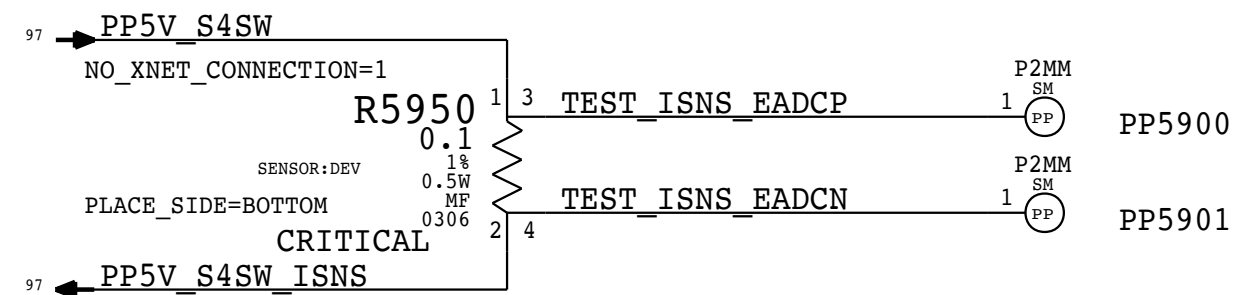 97 PP5V_S4SW
NO_XNET_CONNECTION=1
R5950
0.1
1%
0.5W
MF
0306
SENSOR:DEV
PLACE_SIDE=BOTTOM
CRITICAL
1 3 TEST_ISNS_EADCP 1
P2MM
SM
PP
PP5900
2 4 TEST_ISNS_EADCN 1
P2MM
SM
PP
PP5901
97 PP5V_S4SW_ISNS